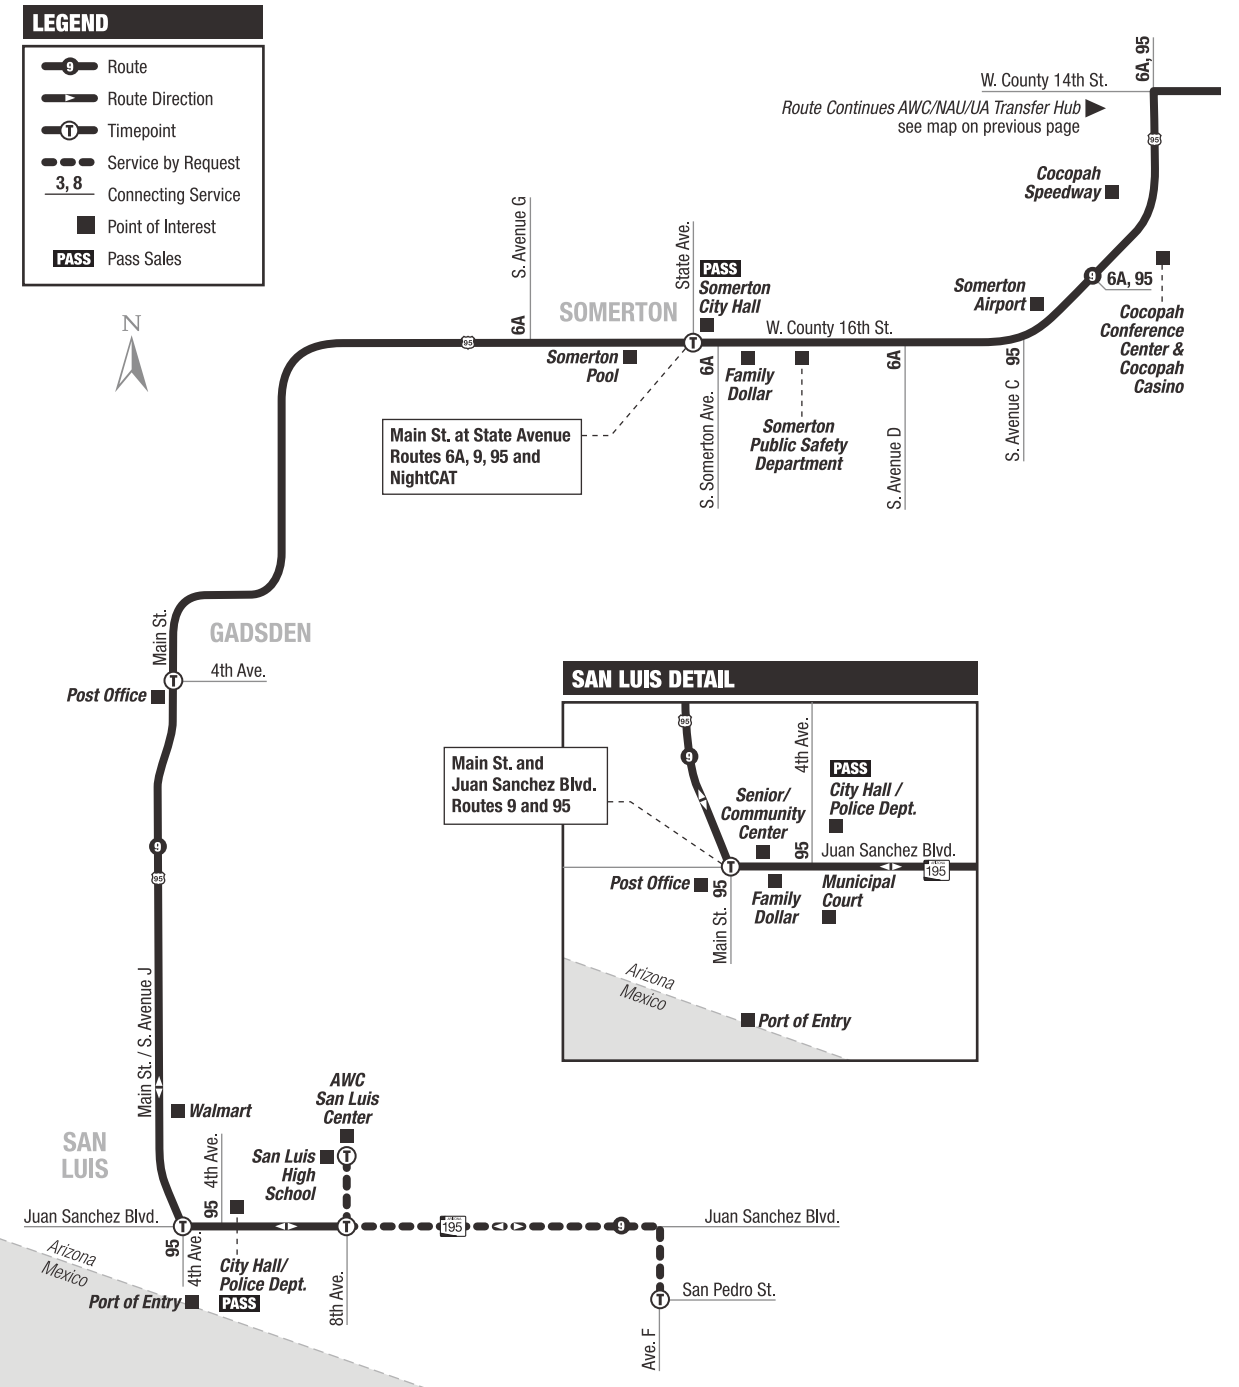 LEGEND
9 Route
Route Direction
T Timepoint
Service by Request
3, 8 Connecting Service
Point of Interest
PASS Pass Sales
N
6A, 95
W. County 14th St.
Route Continues AWC/NAU/UA Transfer Hub
see map on previous page
95
Cocopah
Speedway
9
6A, 95
Cocopah
Conference
Center &
Cocopah
Casino
Somerton
Airport
S. Avenue G
6A
State Ave.
PASS
Somerton
City Hall
SOMERTON
W. County 16th St.
95
T
Somerton
Pool
6A
S. Somerton Ave.
Family
Dollar
Somerton
Public Safety
Department
6A
S. Avenue D
95
S. Avenue C
Main St. at State Avenue
Routes 6A, 9, 95 and
NightCAT
Main St.
GADSDEN
T
4th Ave.
Post Office
9
95
Main St. / S. Avenue J
Walmart
SAN
LUIS
AWC
San Luis
Center
San Luis
High
School
T
4th Ave.
95
Juan Sanchez Blvd.
T
T
195
9
Juan Sanchez Blvd.
95
4th Ave.
City Hall/
Police Dept.
PASS
8th Ave.
T
San Pedro St.
Ave. F
Arizona
Mexico
Port of Entry
SAN LUIS DETAIL
95
9
4th Ave.
95
Main St. and
Juan Sanchez Blvd.
Routes 9 and 95
Senior/
Community
Center
PASS
City Hall /
Police Dept.
Juan Sanchez Blvd.
T
195
Post Office
95
Main St.
Family
Dollar
Municipal
Court
Arizona
Mexico
Port of Entry